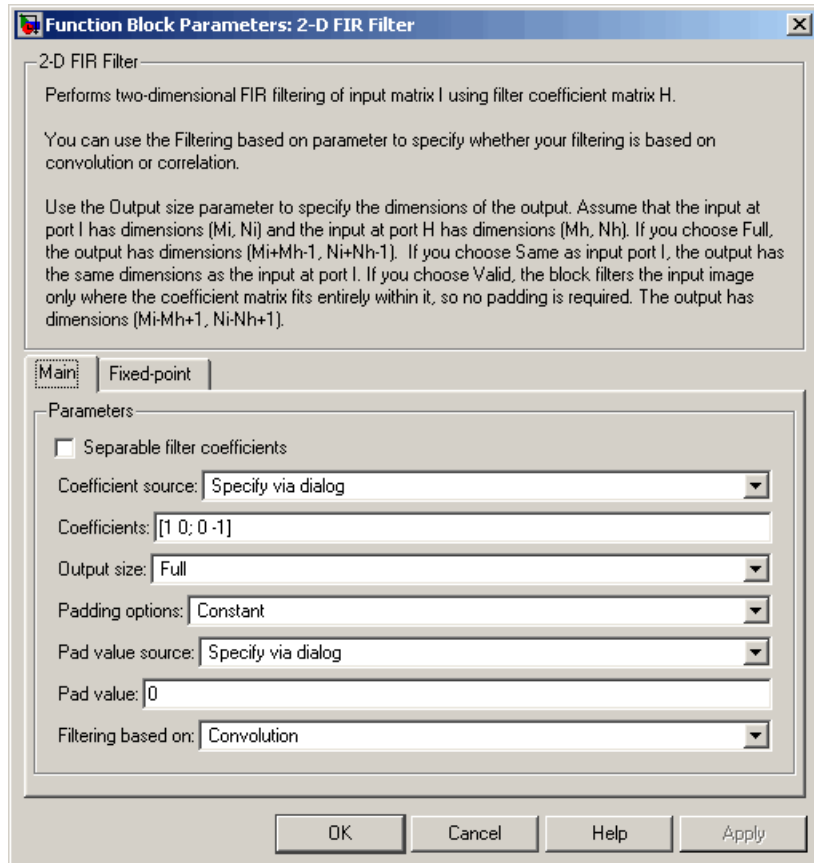 Function Block Parameters: 2-D FIR Filter
2-D FIR Filter
Performs two-dimensional FIR filtering of input matrix I using filter coefficient matrix H.
You can use the Filtering based on parameter to specify whether your filtering is based on
convolution or correlation.
Use the Output size parameter to specify the dimensions of the output. Assume that the input at
port I has dimensions (Mi, Ni) and the input at port H has dimensions (Mh, Nh). If you choose Full,
the output has dimensions (Mi+Mh-1, Ni+Nh-1).  If you choose Same as input port I, the output has
the same dimensions as the input at port I. If you choose Valid, the block filters the input image
only where the coefficient matrix fits entirely within it, so no padding is required. The output has
dimensions (Mi-Mh+1, Ni-Nh+1).
Main Fixed-point
Parameters
Separable filter coefficients
Coefficient source: Specify via dialog
Coefficients: [1 0; 0 -1]
Output size: Full
Padding options: Constant
Pad value source: Specify via dialog
Pad value: 0
Filtering based on: Convolution
OK Cancel Help Apply